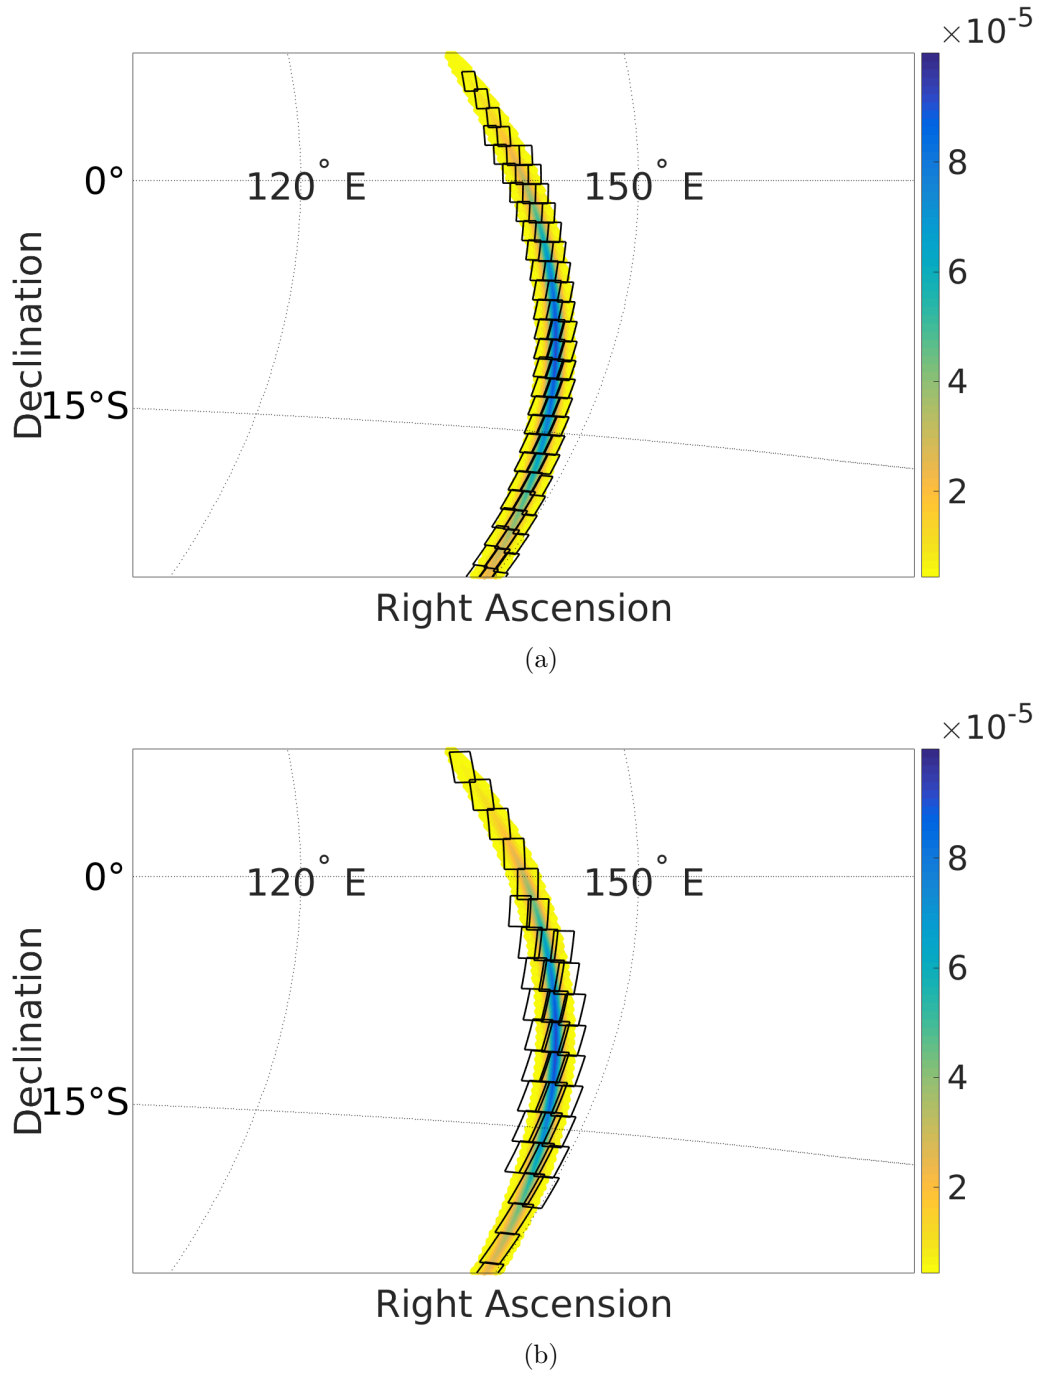 ×10-5
8
6
4
2
0°
120° E
150° E
15°S
Declination
Right Ascension
(a)
×10-5
8
6
4
2
0°
120° E
150° E
15°S
Declination
Right Ascension
(b)